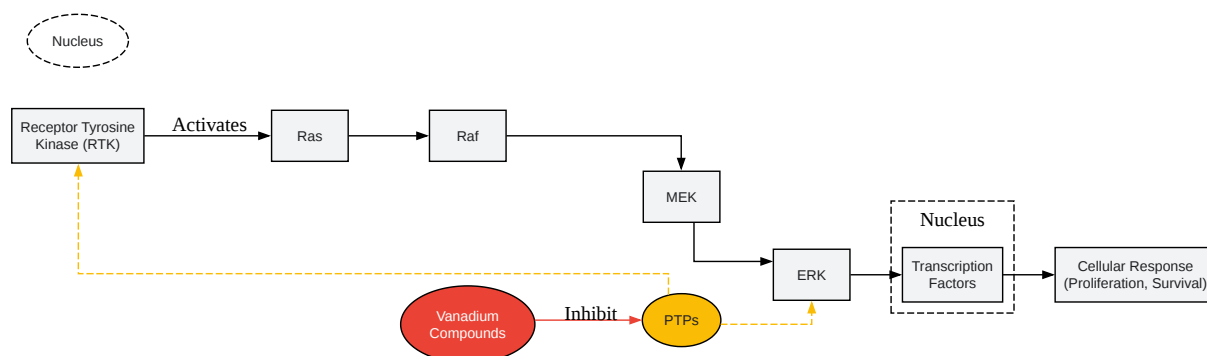 Nucleus
Receptor Tyrosine
Kinase (RTK)
Activates
Ras
Raf
MEK
Nucleus
ERK
Transcription
Factors
Cellular Response
(Proliferation, Survival)
Vanadium
Compounds
Inhibit
PTPs